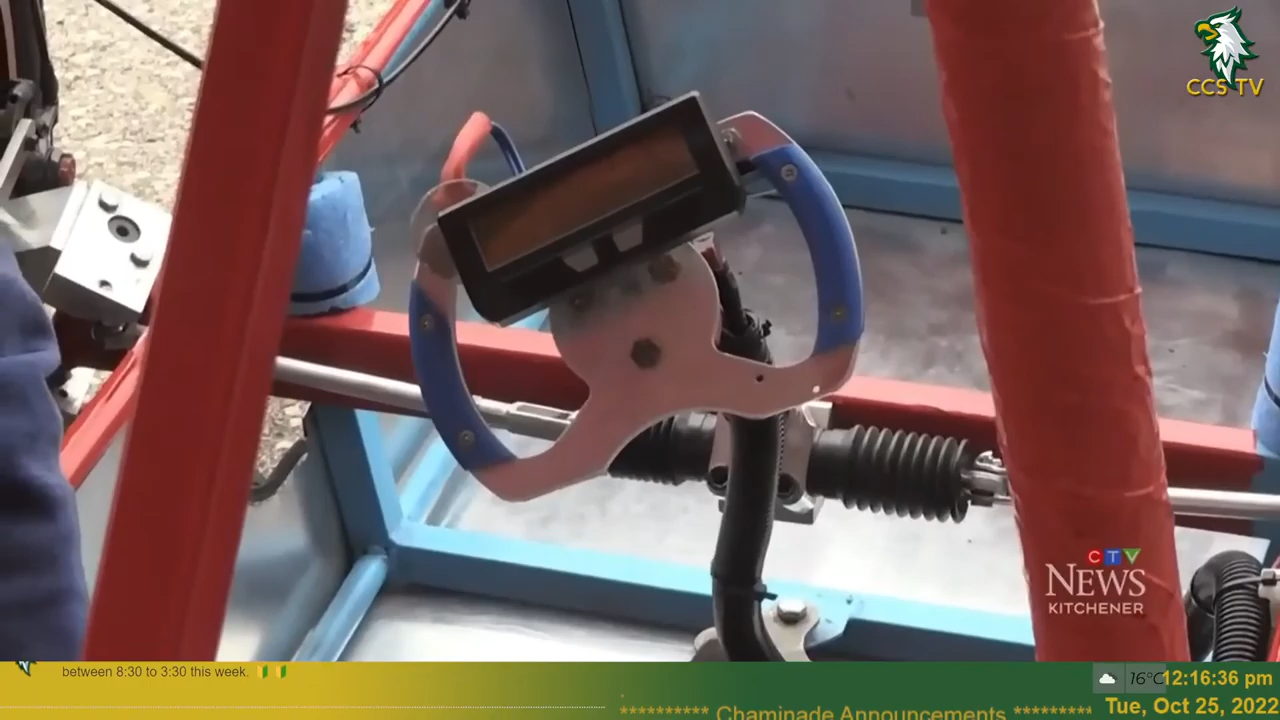 CCS TV
CTV
NEWS
KITCHENER
between 8:30 to 3:30 this week.
16°C
12:16:36 pm
********** Chaminade Announcements **********
Tue, Oct 25, 2022